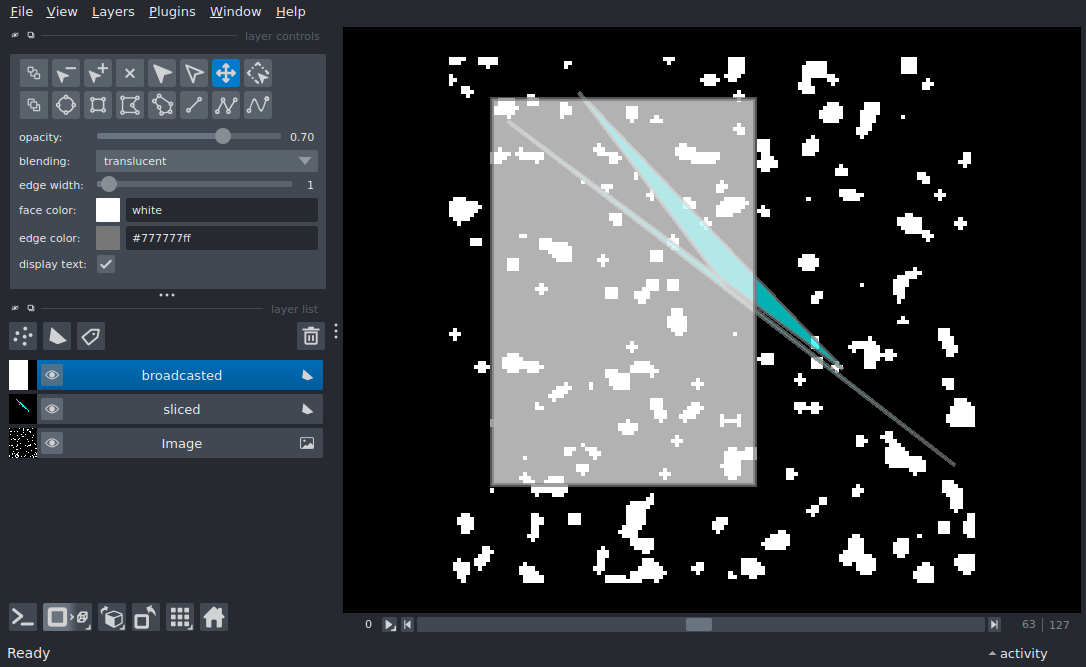 File View Layers Plugins Window Help
layer controls
opacity: 0.70
blending: translucent
edge width: 1
face color: white
edge color: #777777ff
display text:
layer list
broadcasted
sliced
Image
0 63 127
Ready activity